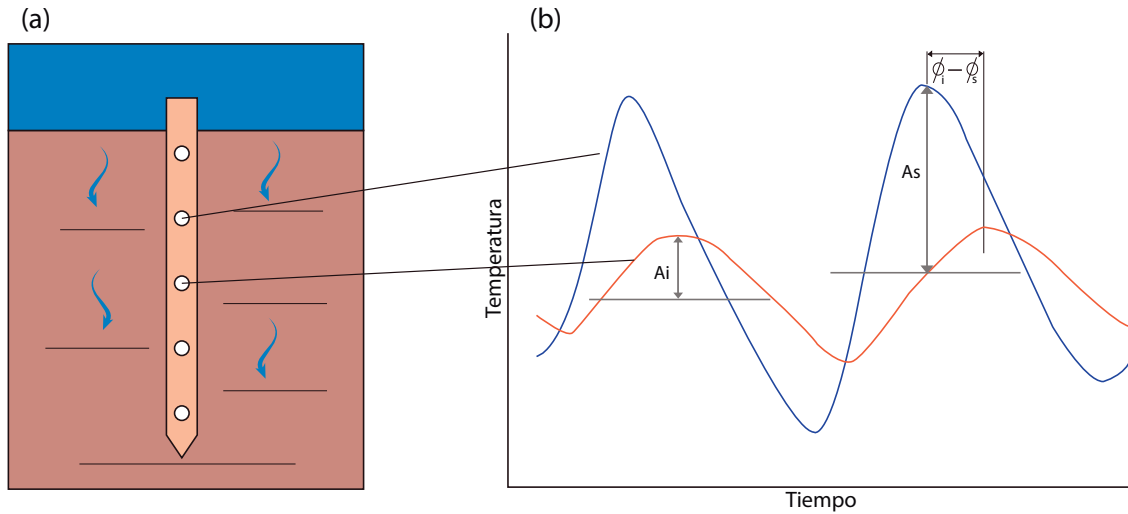 (a)
(b)
ϕi — ϕs
As
Ai
Temperatura
Tiempo